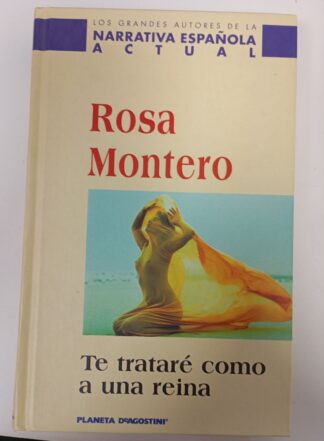 LOS GRANDES AUTORES DE LA
NARRATIVA ESPAÑOLA
ACTUAL
Rosa
Montero
Te trataré como
a una reina
PLANETA DEAGOSTINI